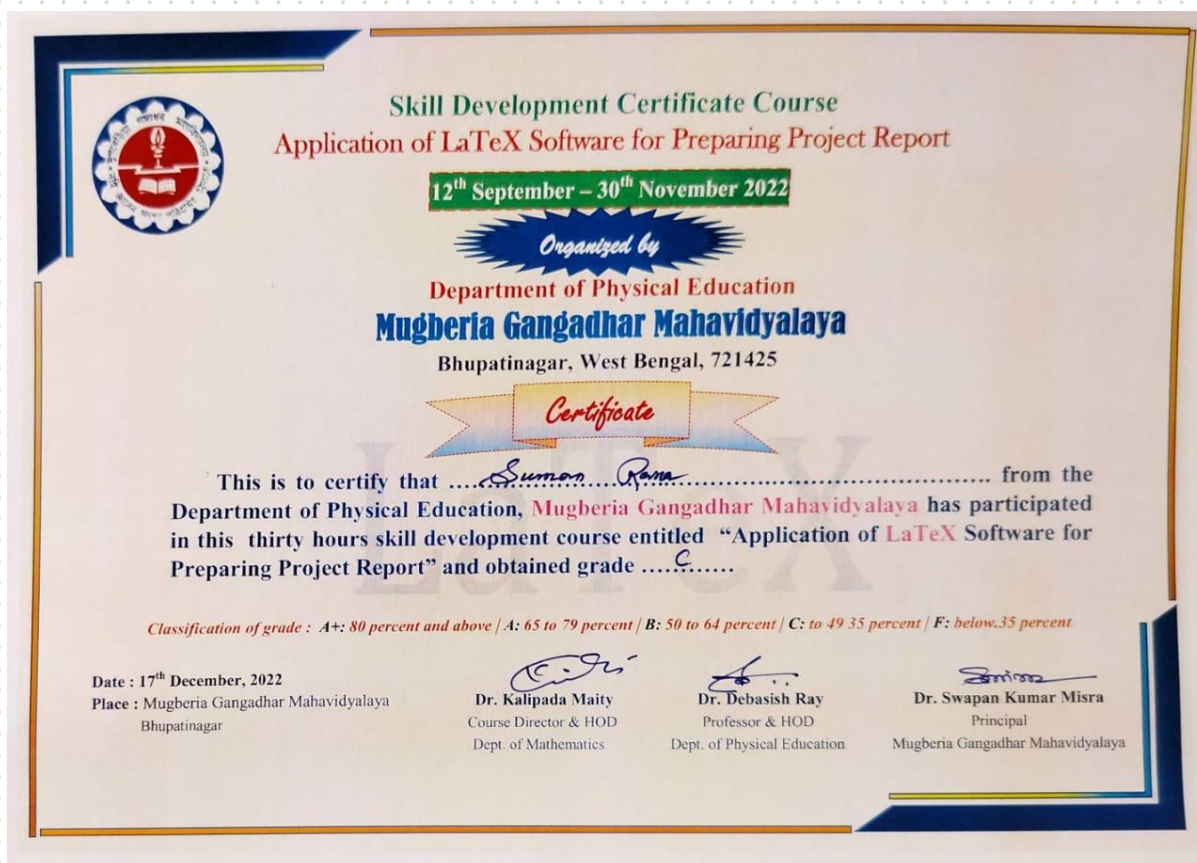 Skill Development Certificate Course
Application of LaTeX Software for Preparing Project Report
12th September – 30th November 2022
Organized by
Department of Physical Education
Mugberia Gangadhar Mahavidyalaya
Bhupatinagar, West Bengal, 721425
Certificate
LaTeX
This is to certify that ....Suman Rana.... from the
Department of Physical Education, Mugberia Gangadhar Mahavidyalaya has participated
in this thirty hours skill development course entitled “Application of LaTeX Software for
Preparing Project Report” and obtained grade .....C.......
Classification of grade : A+: 80 percent and above / A: 65 to 79 percent / B: 50 to 64 percent / C: to 49 35 percent / F: below.35 percent
Date : 17th December, 2022
Place : Mugberia Gangadhar Mahavidyalaya
Bhupatinagar
Dr. Kalipada Maity
Course Director & HOD
Dept. of Mathematics
Dr. Debasish Ray
Professor & HOD
Dept. of Physical Education
Dr. Swapan Kumar Misra
Principal
Mugberia Gangadhar Mahavidyalaya